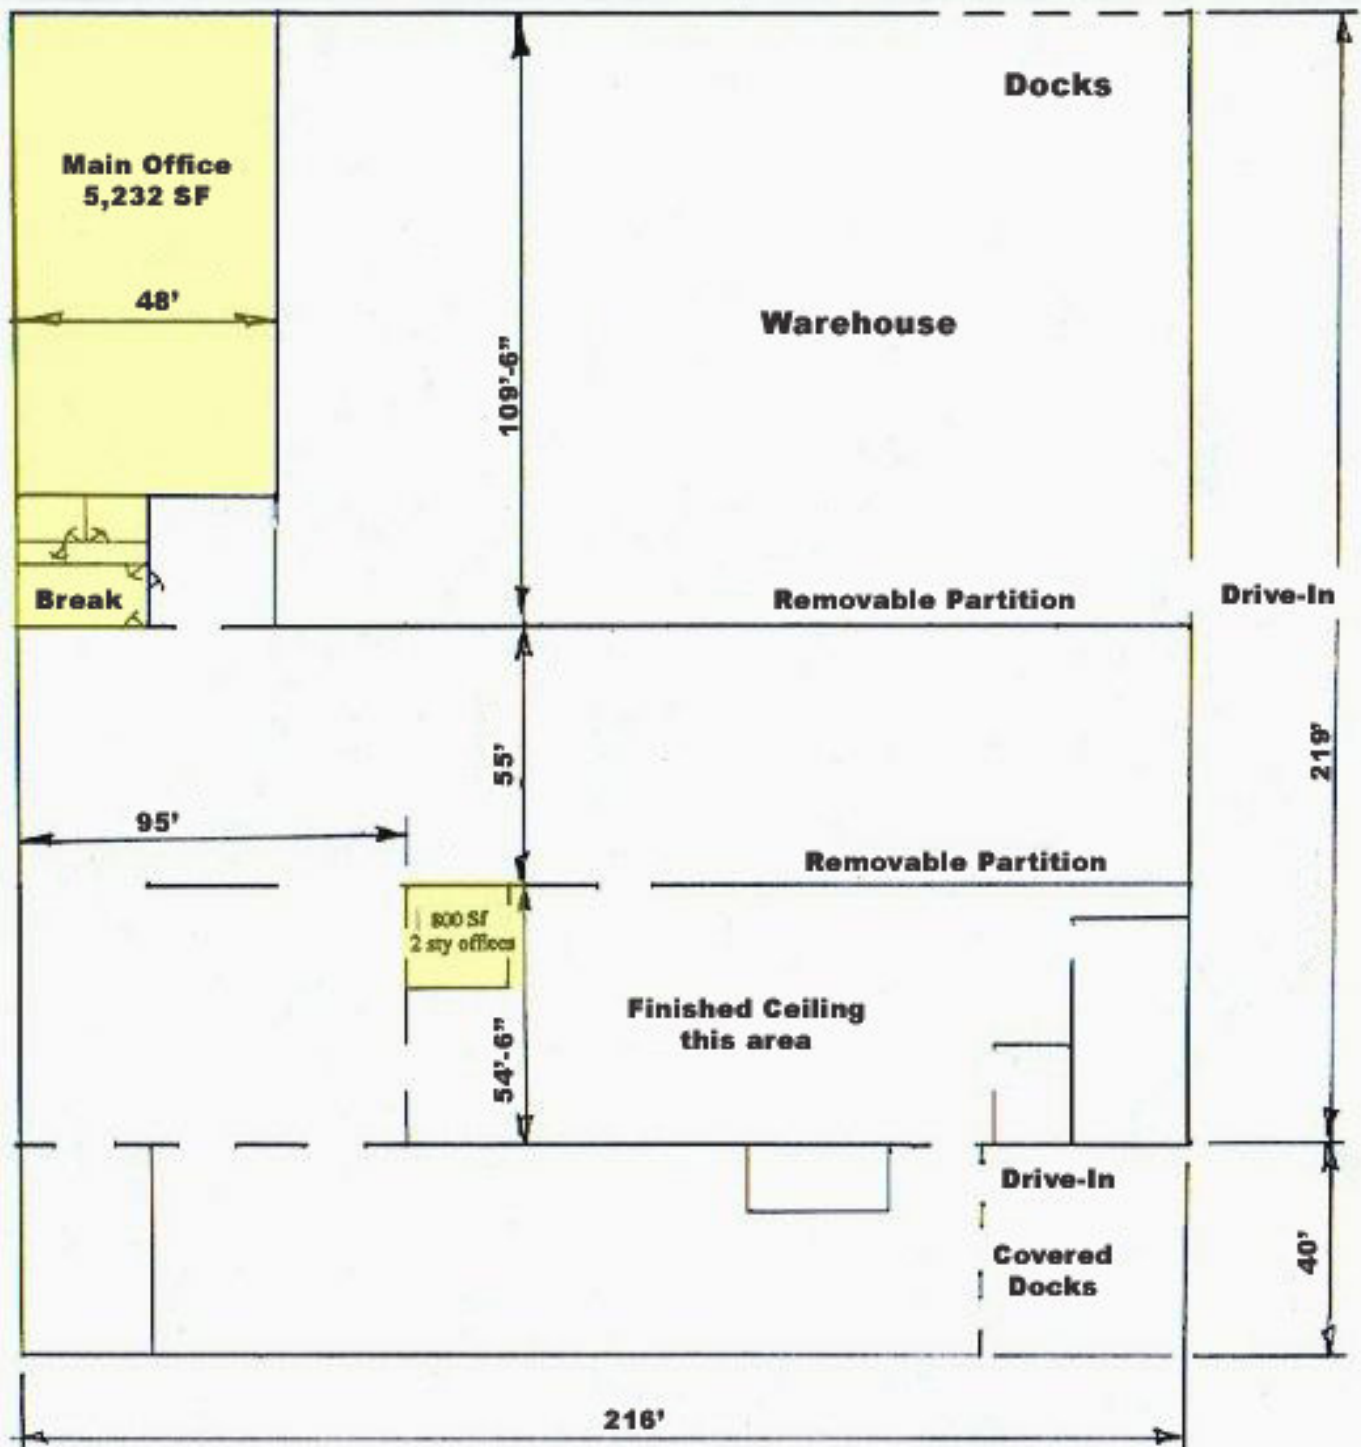 Docks
Main Office
5,232 SF
48'
Warehouse
109'-6"
Break
Removable Partition
Drive-In
55'
219'
95'
Removable Partition
800 Sf
2 sty offices
Finished Ceiling
this area
54'-6"
Drive-In
Covered
Docks
40'
216'